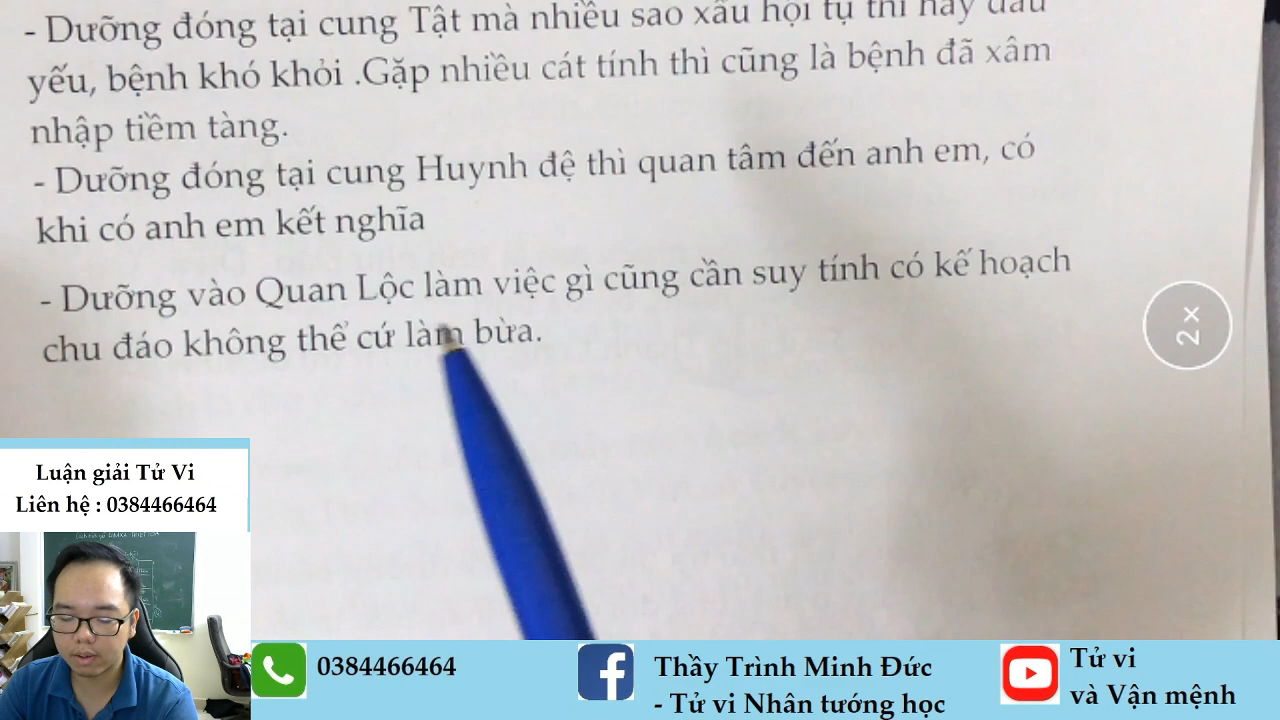 - Dưỡng đóng tại cung Tật mà nhiều sao xấu hội tụ thì hay đau
yếu, bệnh khó khỏi .Gặp nhiều cát tính thì cũng là bệnh đã xâm
nhập tiềm tàng.
- Dưỡng đóng tại cung Huynh đệ thì quan tâm đến anh em, có
khi có anh em kết nghĩa
- Dưỡng vào Quan Lộc làm việc gì cũng cần suy tính có kế hoạch
chu đáo không thể cứ làm bừa.
2 x
Luận giải Tử Vi
Liên hệ : 0384466464
0384466464
Thầy Trình Minh Đức
- Tử vi Nhân tướng học
Tử vi
và Vận mệnh